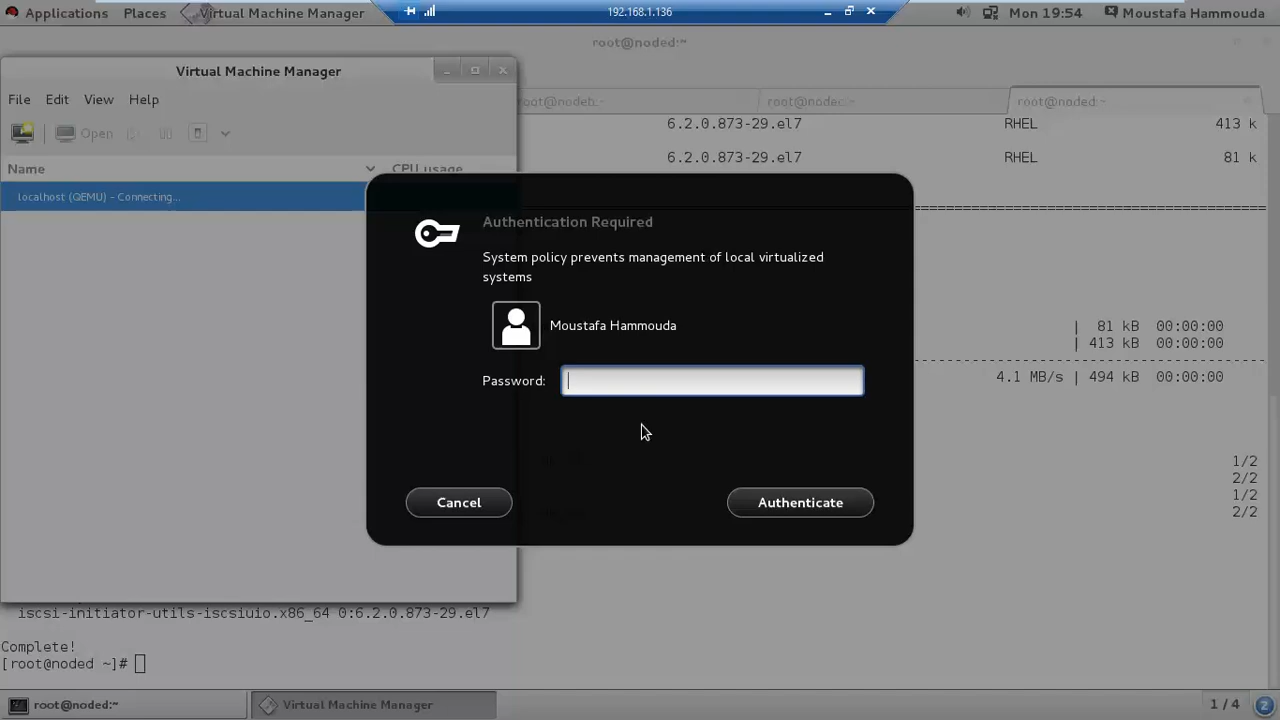 Applications Places Virtual Machine Manager
192.168.1.136
Mon 19:54 Moustafa Hammouda
root@noded:~
Virtual Machine Manager
File Edit View Help
Open
Name CPU usage
localhost (QEMU) - Connecting...
root@nodeb:~ root@nodec:~ root@noded:~
6.2.0.873-29.el7 RHEL 413 k
6.2.0.873-29.el7 RHEL 81 k
Authentication Required
System policy prevents management of local virtualized
systems
Moustafa Hammouda
Password:
Cancel Authenticate
| 81 kB 00:00:00
| 413 kB 00:00:00
4.1 MB/s | 494 kB 00:00:00
1/2
2/2
1/2
2/2
iscsi-initiator-utils-iscsiuio.x86_64 0:6.2.0.873-29.el7
Complete!
[root@noded ~]#
root@noded:~ Virtual Machine Manager 1 / 4 2